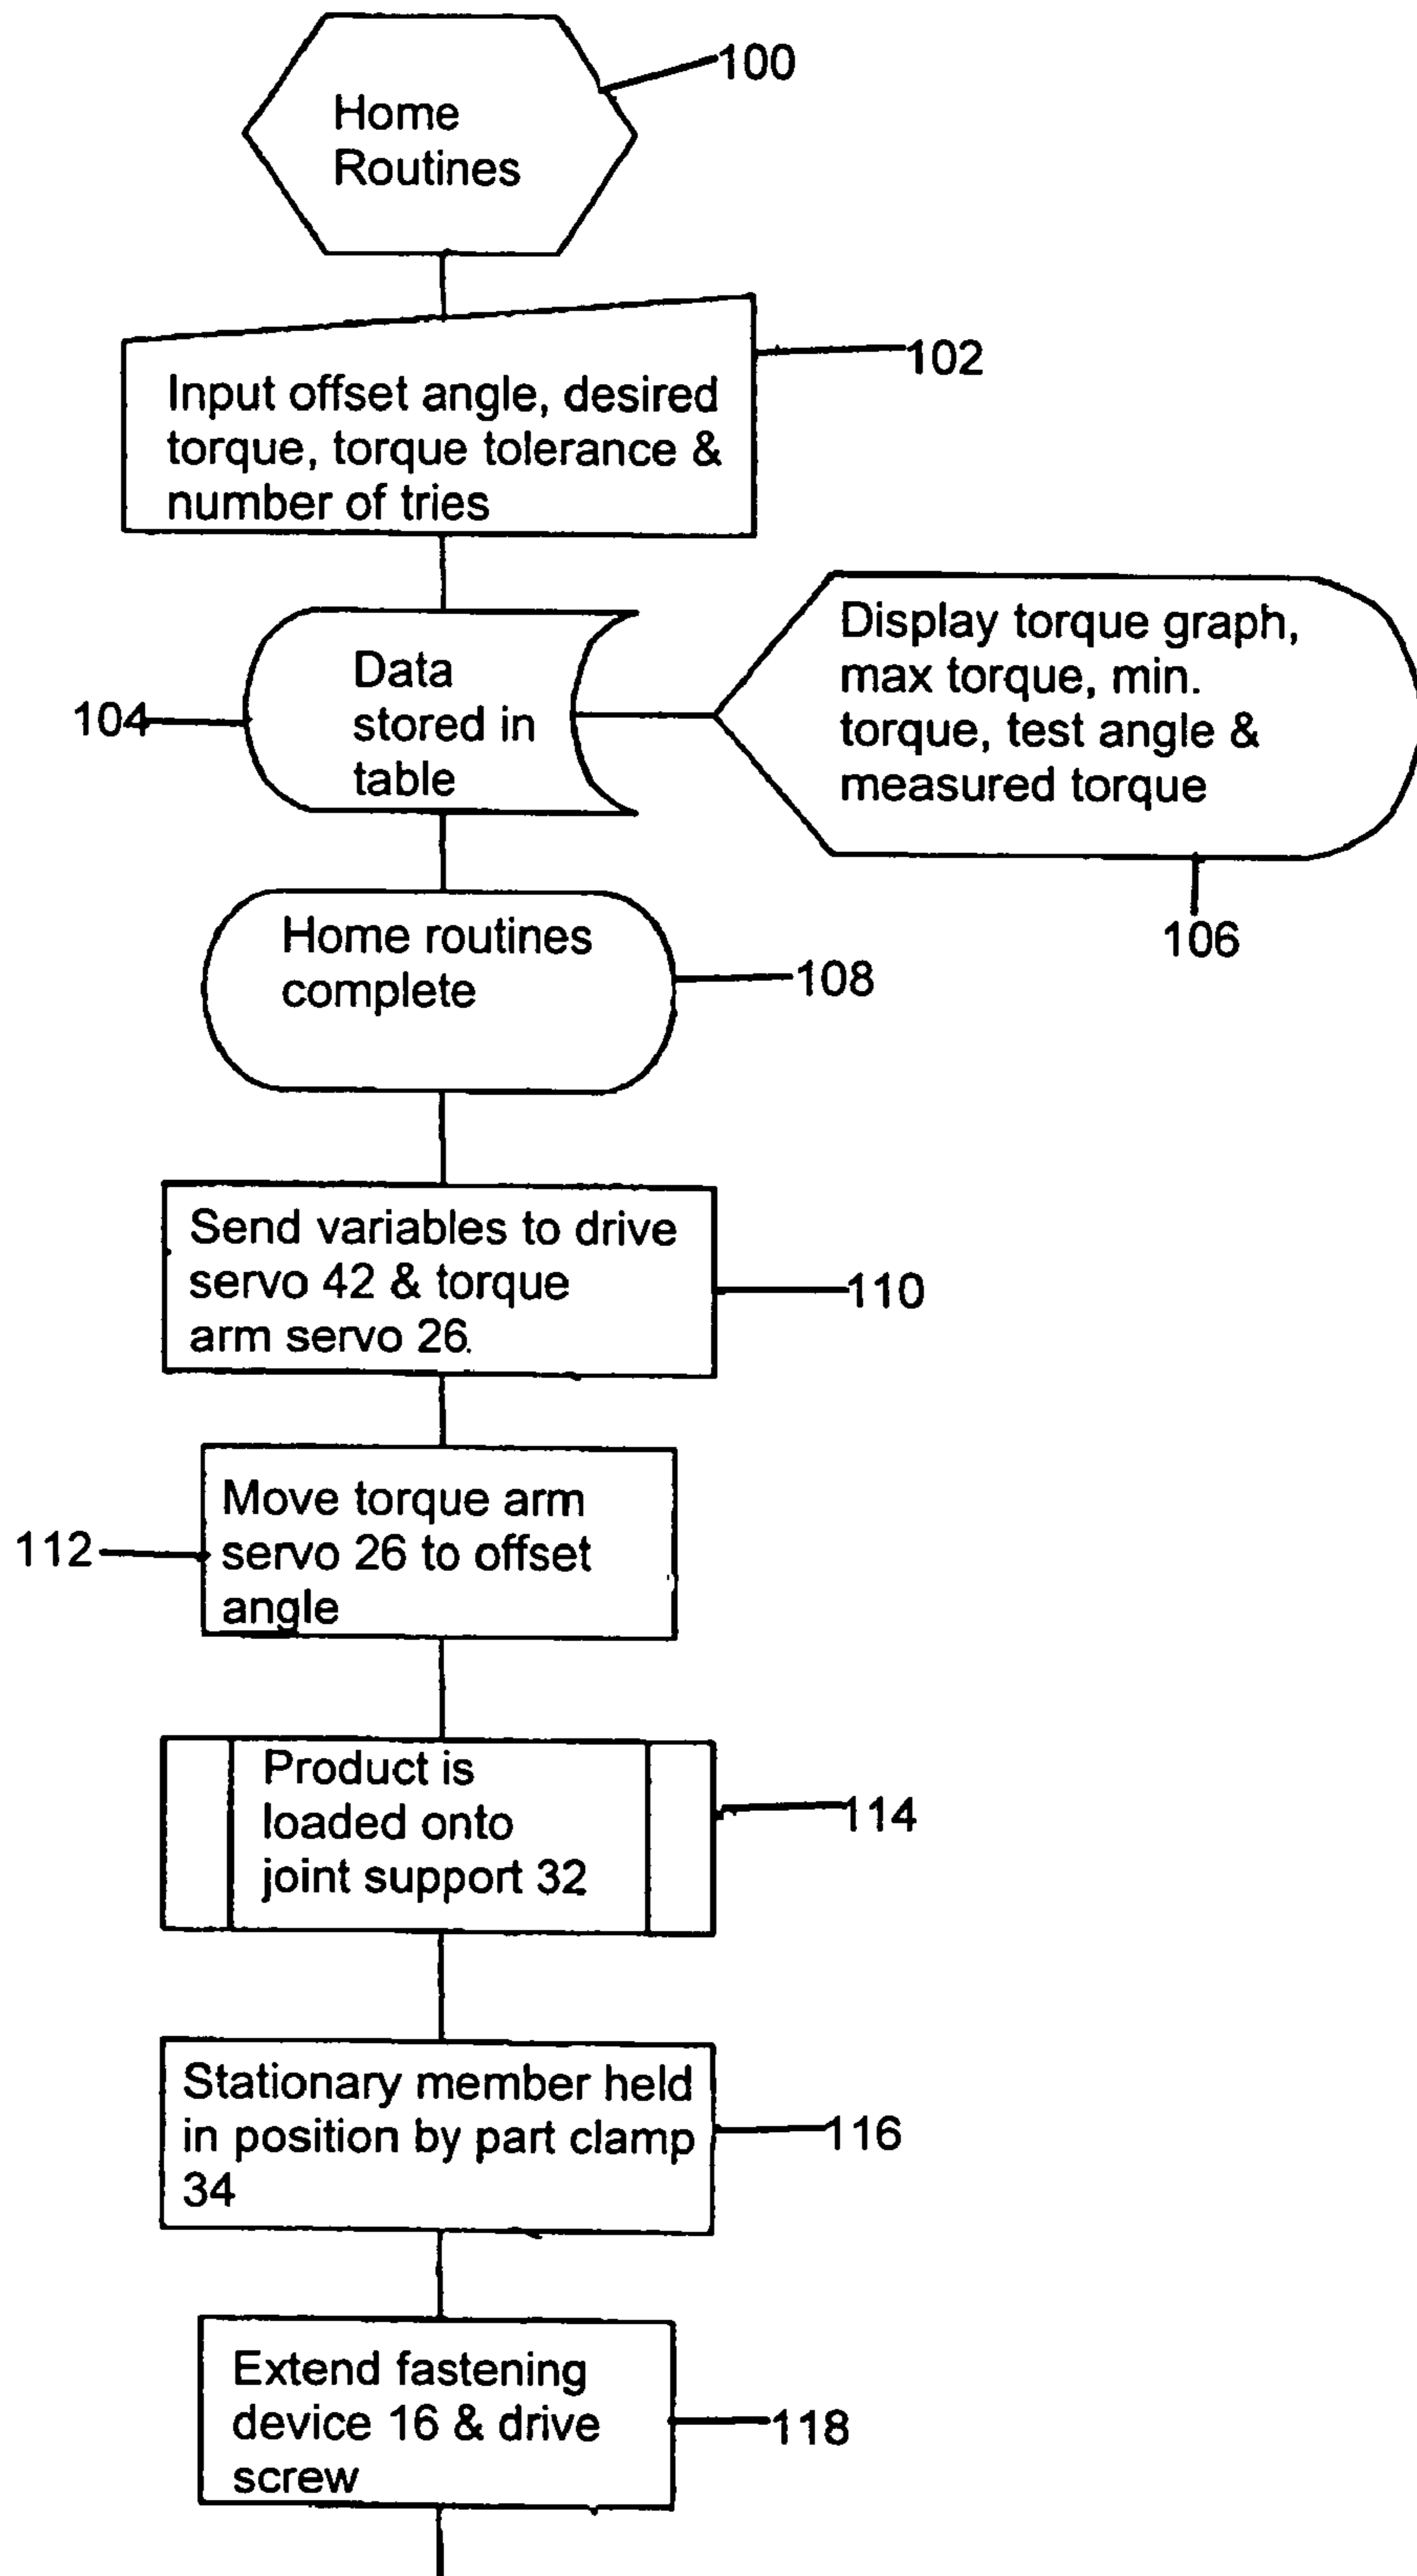 Home
Routines
100
Input offset angle, desired
torque, torque tolerance &
number of tries
102
Data
stored in
table
104
Display torque graph,
max torque, min.
torque, test angle &
measured torque
106
Home routines
complete
108
Send variables to drive
servo 42 & torque
arm servo 26.
110
Move torque arm
servo 26 to offset
angle
112
Product is
loaded onto
joint support 32
114
Stationary member held
in position by part clamp
34
116
Extend fastening
device 16 & drive
screw
118